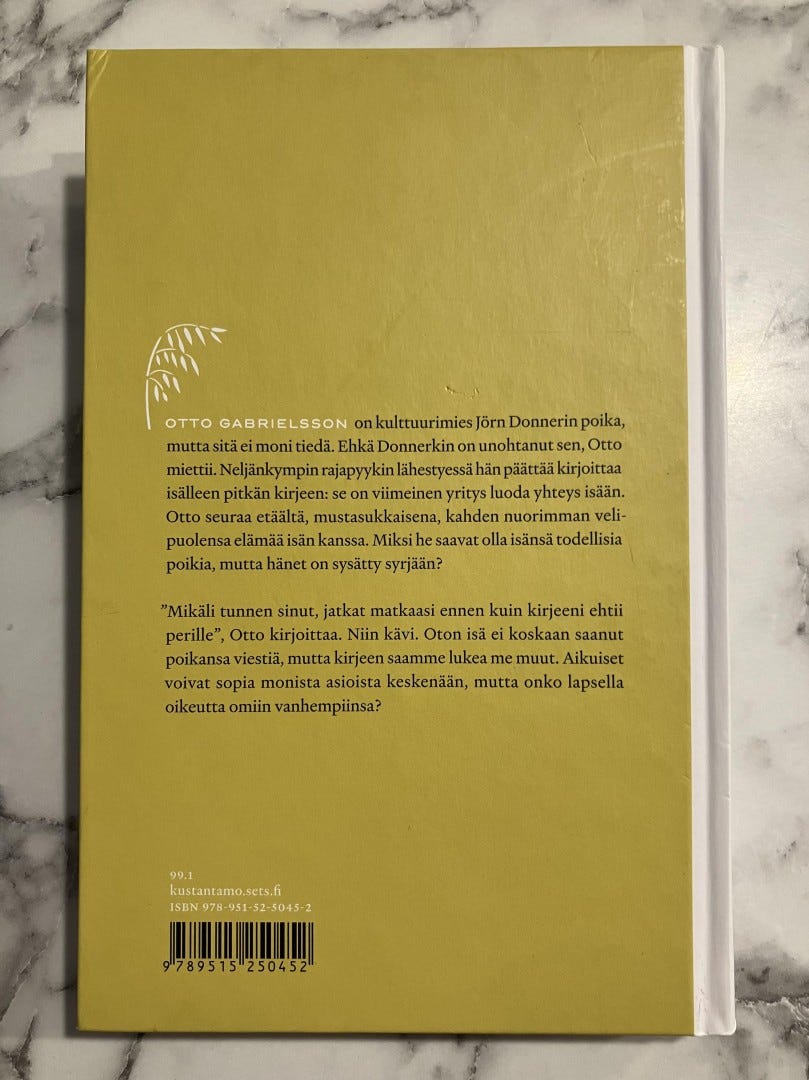 OTTO GABRIELSSON on kulttuurimies Jörn Donnerin poika,
mutta sitä ei moni tiedä. Ehkä Donnerkin on unohtanut sen, Otto
miettii. Neljänkympin rajapyykin lähestyessä hän päättää kirjoittaa
isälleen pitkän kirjeen: se on viimeinen yritys luoda yhteys isään.
Otto seuraa etäältä, mustasukkaisena, kahden nuorimman veli-
puolensa elämää isän kanssa. Miksi he saavat olla isänsä todellisia
poikia, mutta hänet on sysätty syrjään?
”Mikäli tunnen sinut, jatkat matkaasi ennen kuin kirjeeni ehtii
perille”, Otto kirjoittaa. Niin kävi. Oton isä ei koskaan saanut
poikansa viestiä, mutta kirjeen saamme lukea me muut. Aikuiset
voivat sopia monista asioista keskenään, mutta onko lapsella
oikeutta omiin vanhempiinsa?
99.1
kustantamo.sets.fi
ISBN 978-951-52-5045-2
9 789515 250452